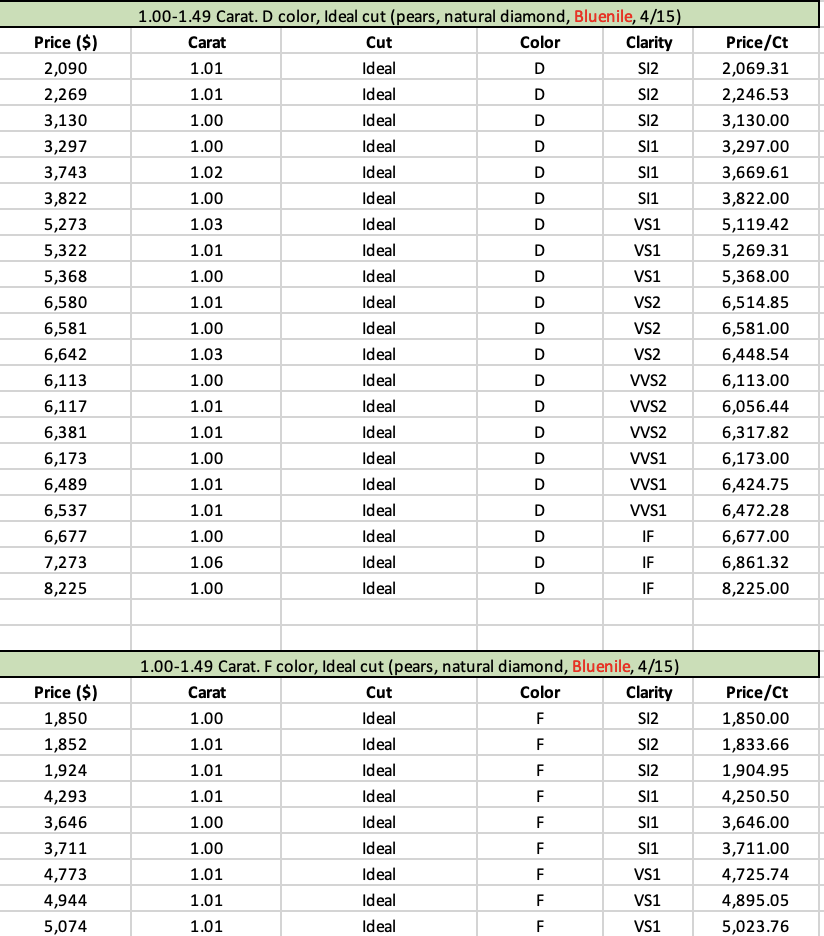 1.00-1.49 Carat. D color, Ideal cut (pears, natural diamond, Bluenile, 4/15)
Price ($) Carat Cut Color Clarity Price/Ct
2,090 1.01 Ideal D SI2 2,069.31
2,269 1.01 Ideal D SI2 2,246.53
3,130 1.00 Ideal D SI2 3,130.00
3,297 1.00 Ideal D SI1 3,297.00
3,743 1.02 Ideal D SI1 3,669.61
3,822 1.00 Ideal D SI1 3,822.00
5,273 1.03 Ideal D VS1 5,119.42
5,322 1.01 Ideal D VS1 5,269.31
5,368 1.00 Ideal D VS1 5,368.00
6,580 1.01 Ideal D VS2 6,514.85
6,581 1.00 Ideal D VS2 6,581.00
6,642 1.03 Ideal D VS2 6,448.54
6,113 1.00 Ideal D VVS2 6,113.00
6,117 1.01 Ideal D VVS2 6,056.44
6,381 1.01 Ideal D VVS2 6,317.82
6,173 1.00 Ideal D VVS1 6,173.00
6,489 1.01 Ideal D VVS1 6,424.75
6,537 1.01 Ideal D VVS1 6,472.28
6,677 1.00 Ideal D IF 6,677.00
7,273 1.06 Ideal D IF 6,861.32
8,225 1.00 Ideal D IF 8,225.00
1.00-1.49 Carat. F color, Ideal cut (pears, natural diamond, Bluenile, 4/15)
Price ($) Carat Cut Color Clarity Price/Ct
1,850 1.00 Ideal F SI2 1,850.00
1,852 1.01 Ideal F SI2 1,833.66
1,924 1.01 Ideal F SI2 1,904.95
4,293 1.01 Ideal F SI1 4,250.50
3,646 1.00 Ideal F SI1 3,646.00
3,711 1.00 Ideal F SI1 3,711.00
4,773 1.01 Ideal F VS1 4,725.74
4,944 1.01 Ideal F VS1 4,895.05
5,074 1.01 Ideal F VS1 5,023.76